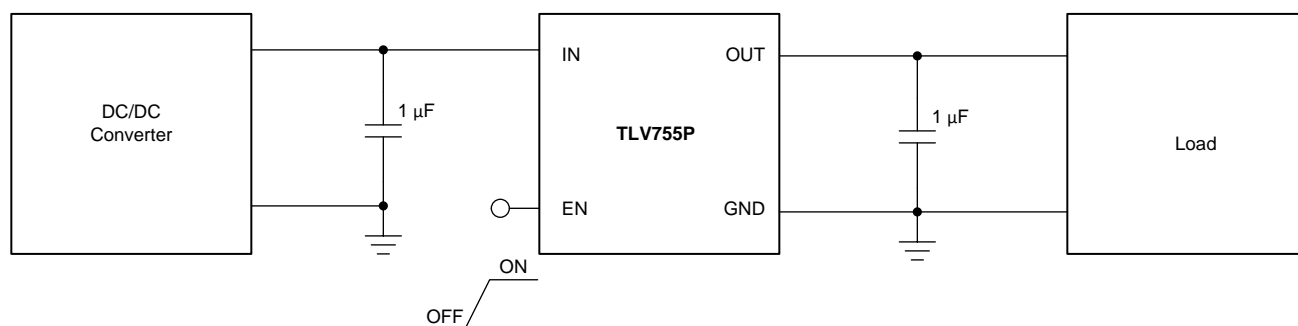 DC/DC
Converter
1 μF
IN
OUT
TLV755P
EN
GND
1 μF
Load
ON
OFF